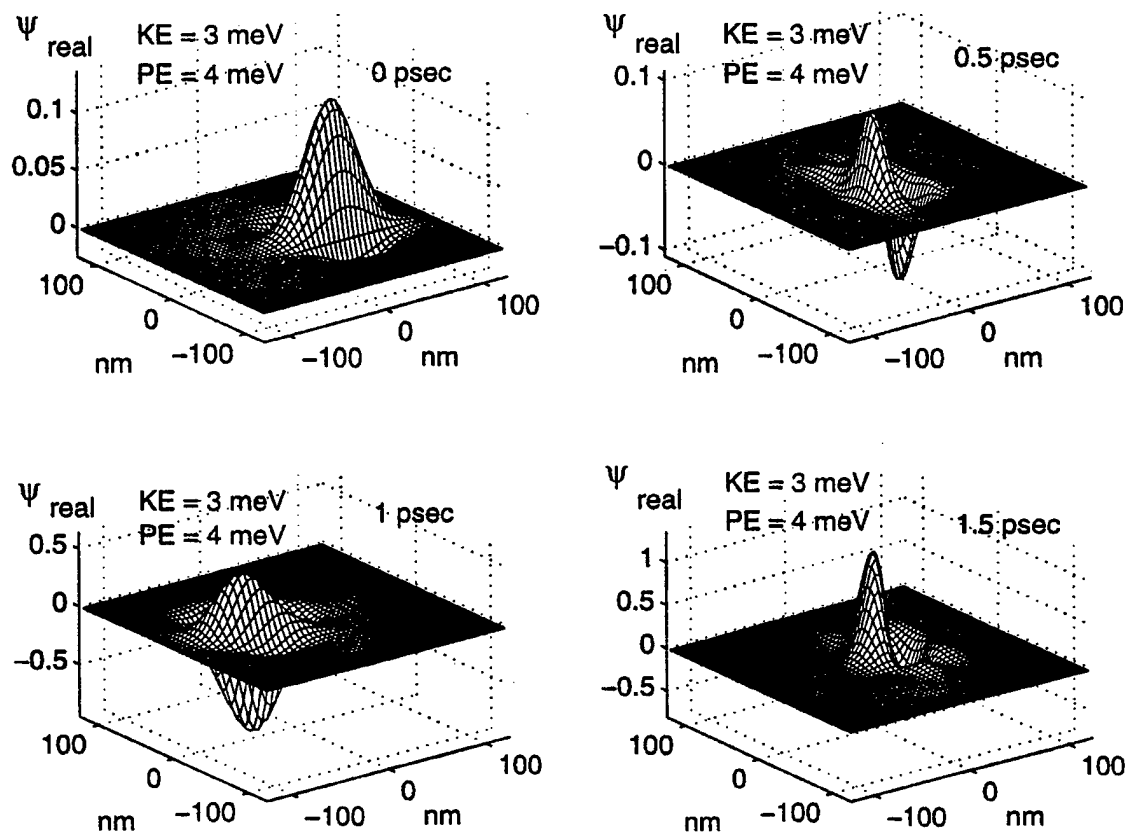 ψ real
KE = 3 meV
PE = 4 meV
0 psec
0.1
0.05
0
100
0
−100
nm
−100
0
100
nm
ψ real
KE = 3 meV
PE = 4 meV
0.5 psec
0.1
0
−0.1
100
0
−100
nm
−100
0
100
nm
ψ real
KE = 3 meV
PE = 4 meV
1 psec
0.5
0
−0.5
100
0
−100
nm
−100
0
100
nm
ψ real
KE = 3 meV
PE = 4 meV
1.5 psec
1
0.5
0
−0.5
100
0
−100
nm
−100
0
100
nm